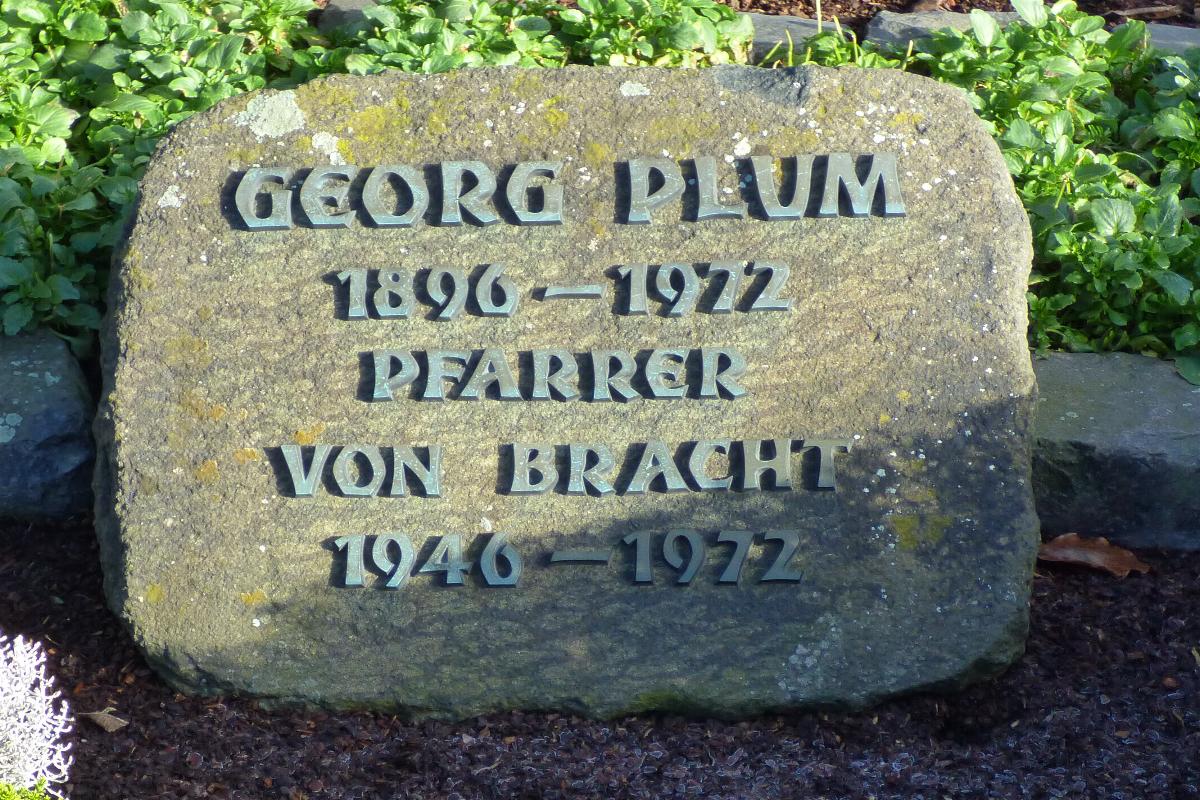 GEORG PLUM
1896 – 1972
PFARRER
VON BRACHT
1946 – 1972